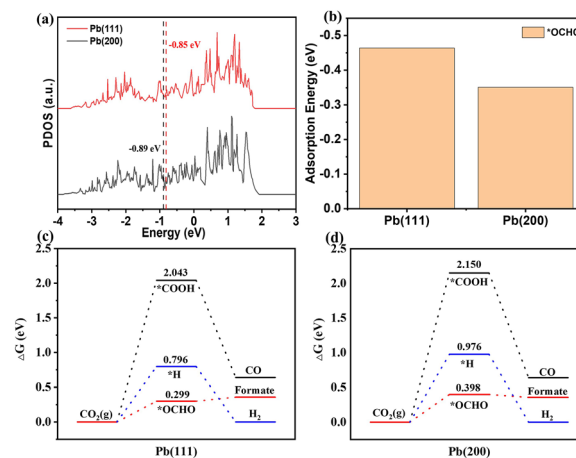 (a)
Pb(111)
Pb(200)
-0.85 eV
-0.89 eV
PDOS (a.u.)
-4 -3 -2 -1 0 1 2 3
Energy (eV)
(b)
*OCHO
Adsorption Energy (eV)
-0.5
-0.4
-0.3
-0.2
-0.1
0.0
Pb(111) Pb(200)
(c)
2.5
2.0
1.5
1.0
0.5
0.0
△G (eV)
2.043
*COOH
0.796
*H
0.299
*OCHO
CO₂(g)
CO
Formate
H₂
Pb(111)
(d)
2.5
2.0
1.5
1.0
0.5
0.0
△G (eV)
2.150
*COOH
0.976
*H
0.398
*OCHO
CO₂(g)
CO
Formate
H₂
Pb(200)